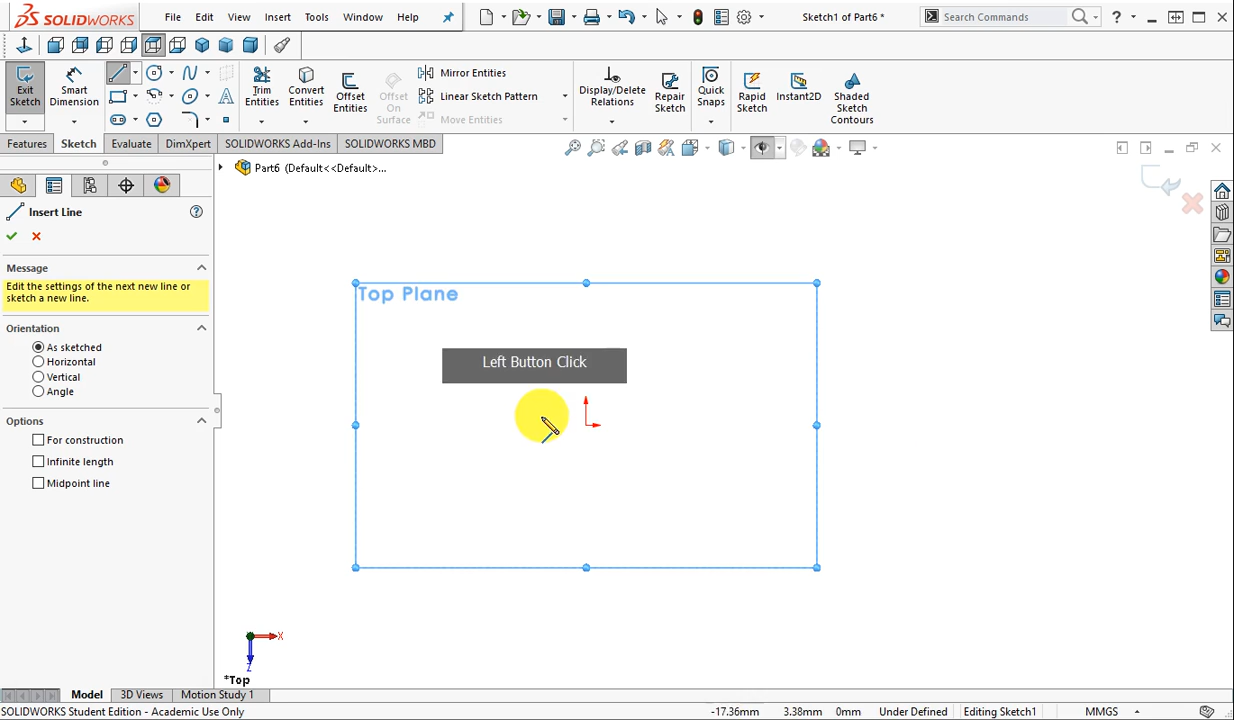 SOLIDWORKS File Edit View Insert Tools Window Help Sketch1 of Part6 * Search Commands
Exit Sketch Smart Dimension Trim Entities Convert Entities Offset Entities Offset On Surface Mirror Entities Linear Sketch Pattern Move Entities Display/Delete Relations Repair Sketch Quick Snaps Rapid Sketch Instant2D Shaded Sketch Contours
Features Sketch Evaluate DimXpert SOLIDWORKS Add-Ins SOLIDWORKS MBD
Part6 (Default<<Default>...
Insert Line
Message
Edit the settings of the next new line or
sketch a new line.
Orientation
As sketched
Horizontal
Vertical
Angle
Options
For construction
Infinite length
Midpoint line
Top Plane
Left Button Click
X
Z
*Top
Model 3D Views Motion Study 1
SOLIDWORKS Student Edition - Academic Use Only -17.36mm 3.38mm 0mm Under Defined Editing Sketch1 MMGS